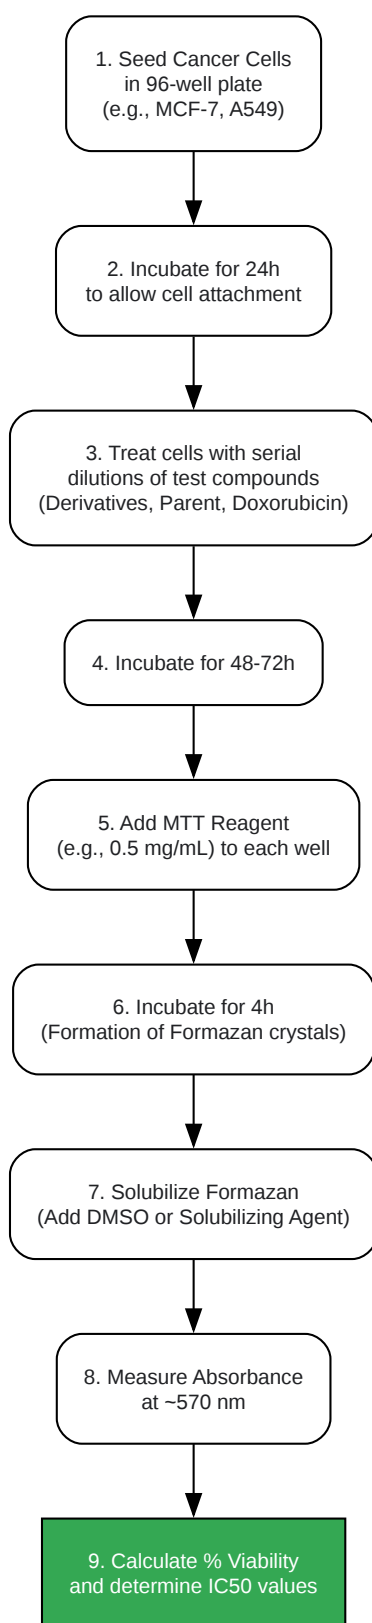 1. Seed Cancer Cells
in 96-well plate
(e.g., MCF-7, A549)
2. Incubate for 24h
to allow cell attachment
3. Treat cells with serial
dilutions of test compounds
(Derivatives, Parent, Doxorubicin)
4. Incubate for 48-72h
5. Add MTT Reagent
(e.g., 0.5 mg/mL) to each well
6. Incubate for 4h
(Formation of Formazan crystals)
7. Solubilize Formazan
(Add DMSO or Solubilizing Agent)
8. Measure Absorbance
at ~570 nm
9. Calculate % Viability
and determine IC50 values